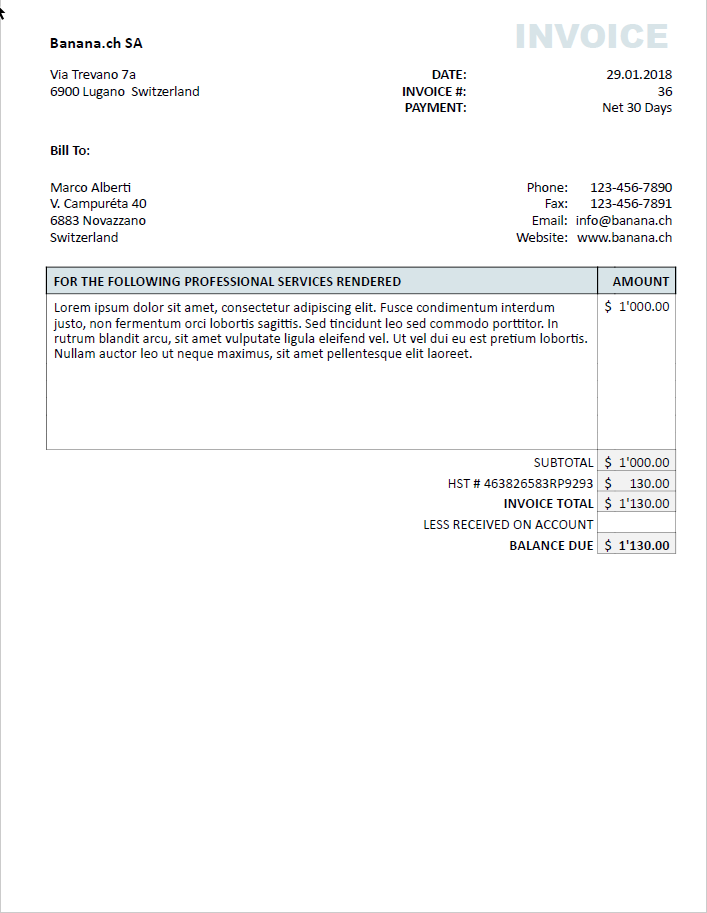 INVOICE
Banana.ch SA
Via Trevano 7a
6900 Lugano  Switzerland
DATE: 29.01.2018
INVOICE #: 36
PAYMENT: Net 30 Days
Bill To:
Marco Alberti
V. Campuréta 40
6883 Novazzano
Switzerland
Phone: 123-456-7890
Fax: 123-456-7891
Email: info@banana.ch
Website: www.banana.ch
FOR THE FOLLOWING PROFESSIONAL SERVICES RENDERED AMOUNT
Lorem ipsum dolor sit amet, consectetur adipiscing elit. Fusce condimentum interdum $ 1'000.00
justo, non fermentum orci lobortis sagittis. Sed tincidunt leo sed commodo porttitor. In
rutrum blandit arcu, sit amet vulputate ligula eleifend vel. Ut vel dui eu est pretium lobortis.
Nullam auctor leo ut neque maximus, sit amet pellentesque elit laoreet.
SUBTOTAL $ 1'000.00
HST # 463826583RP9293 $ 130.00
INVOICE TOTAL $ 1'130.00
LESS RECEIVED ON ACCOUNT
BALANCE DUE $ 1'130.00